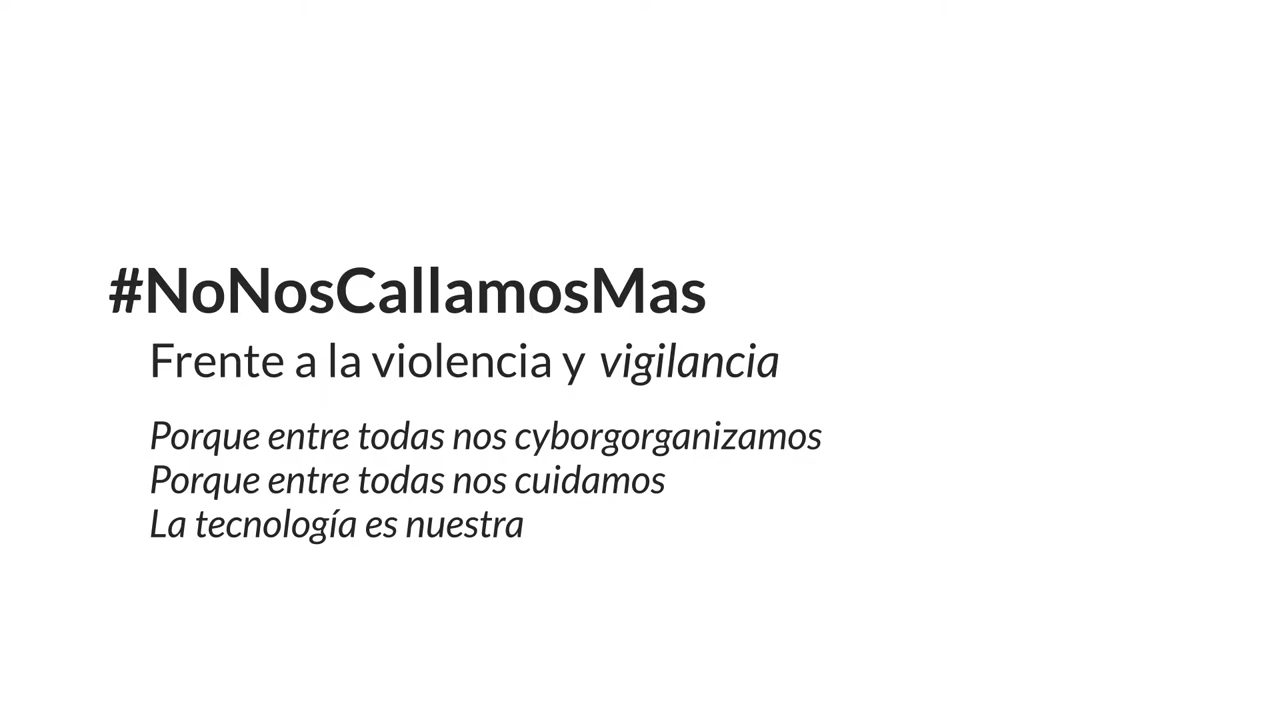 #NoNosCallamosMas
Frente a la violencia y vigilancia
Porque entre todas nos cyborgorganizamos
Porque entre todas nos cuidamos
La tecnología es nuestra